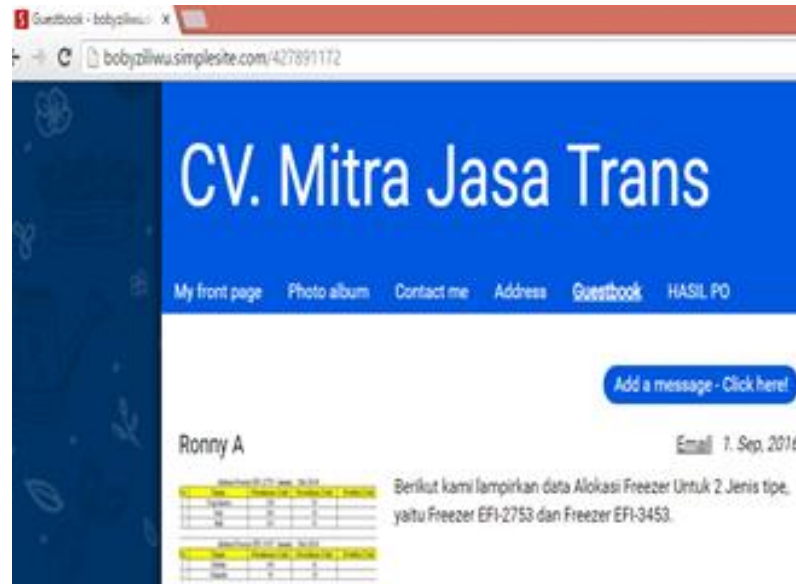 Guestbook - bobyziliwu.s
bobyziliwu.simplesite.com/427891172
CV. Mitra Jasa Trans
My front page Photo album Contact me Address Guestbook HASIL PO
Add a message - Click here!
Ronny A
Email 1. Sep, 2016
Berikut kami lampirkan data Alokasi Freezer Untuk 2 Jenis tipe,
yaitu Freezer EFI-2753 dan Freezer EFI-3453.